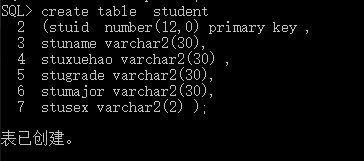 SQL> create table  student
  2  (stuid  number(12,0) primary key ,
  3  stuname varchar2(30),
  4  stuxuehao varchar2(30) ,
  5  stugrade varchar2(30),
  6  stumajor varchar2(30),
  7  stusex varchar2(2) );
表已创建。